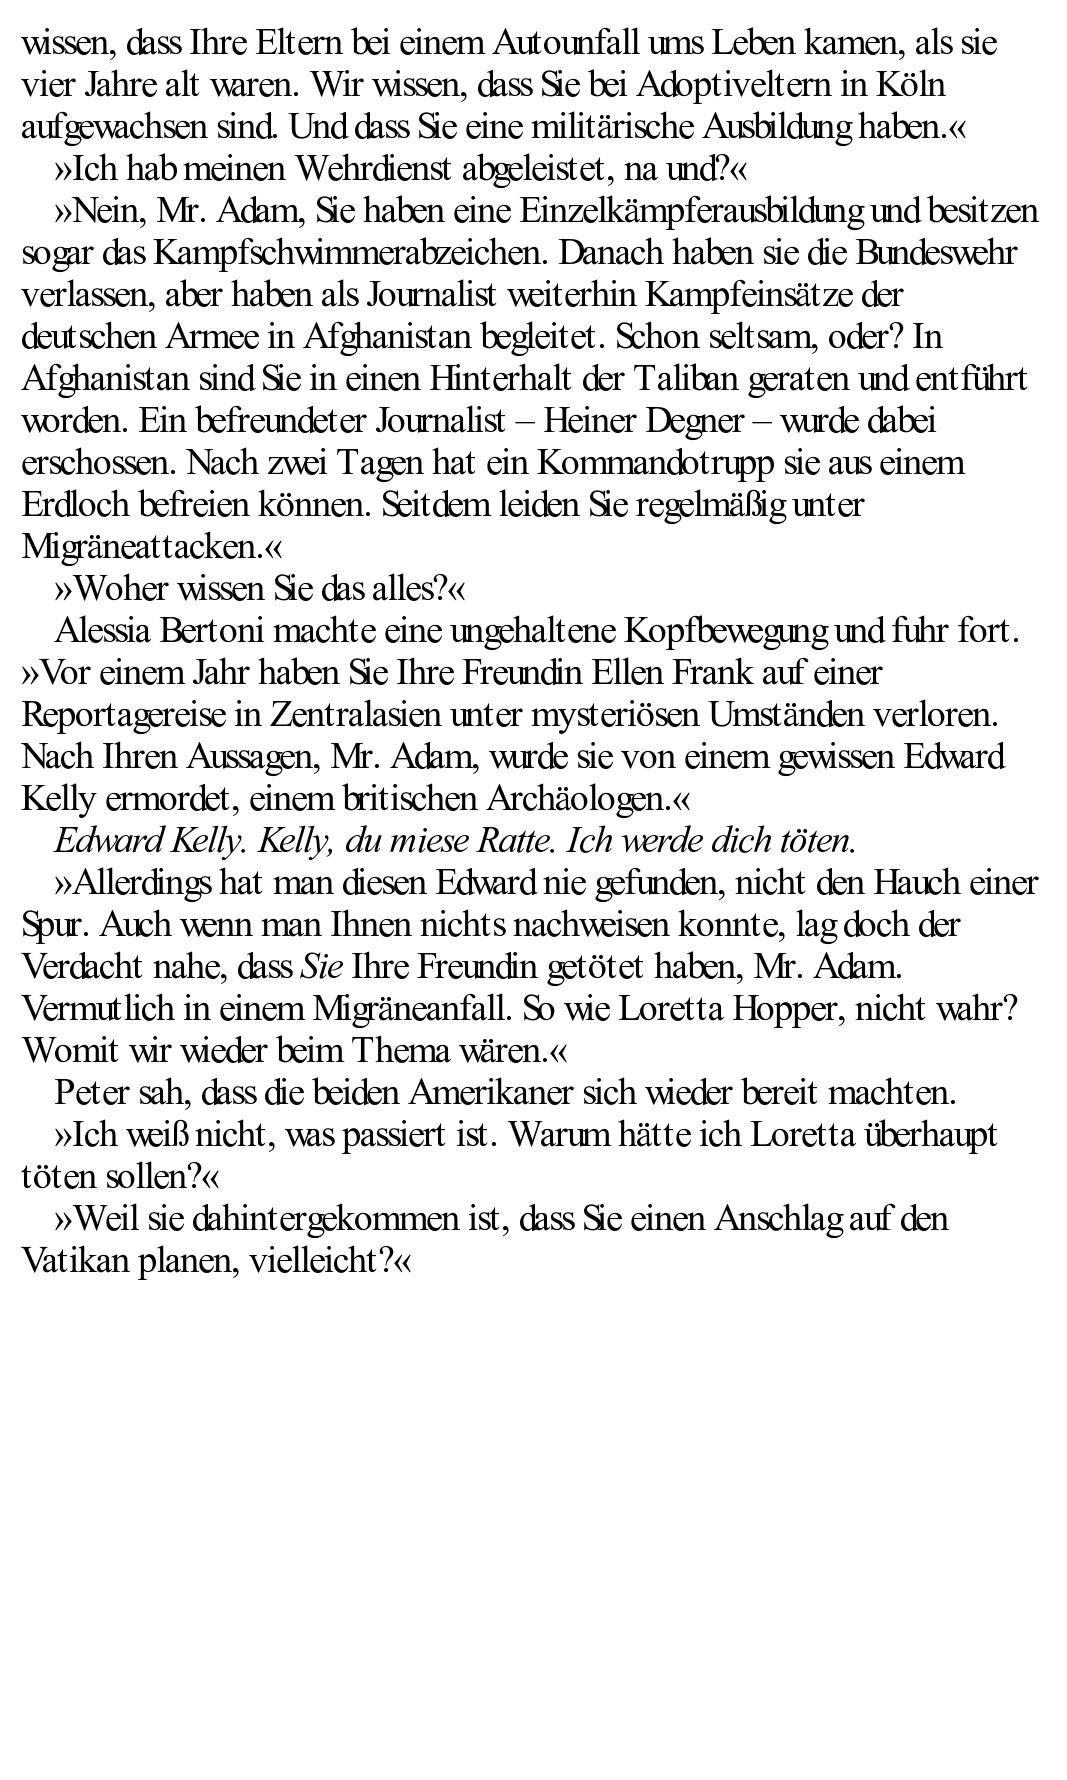 wissen, dass Ihre Eltern bei einem Autounfall ums Leben kamen, als sie
vier Jahre alt waren. Wir wissen, dass Sie bei Adoptiveltern in Köln
aufgewachsen sind. Und dass Sie eine militärische Ausbildung haben.«
»Ich hab meinen Wehrdienst abgeleistet, na und?«
»Nein, Mr. Adam, Sie haben eine Einzelkämpferausbildung und besitzen
sogar das Kampfschwimmerabzeichen. Danach haben sie die Bundeswehr
verlassen, aber haben als Journalist weiterhin Kampfeinsätze der
deutschen Armee in Afghanistan begleitet. Schon seltsam, oder? In
Afghanistan sind Sie in einen Hinterhalt der Taliban geraten und entführt
worden. Ein befreundeter Journalist – Heiner Degner – wurde dabei
erschossen. Nach zwei Tagen hat ein Kommandotrupp sie aus einem
Erdloch befreien können. Seitdem leiden Sie regelmäßig unter
Migräneattacken.«
»Woher wissen Sie das alles?«
Alessia Bertoni machte eine ungehaltene Kopfbewegung und fuhr fort.
»Vor einem Jahr haben Sie Ihre Freundin Ellen Frank auf einer
Reportagereise in Zentralasien unter mysteriösen Umständen verloren.
Nach Ihren Aussagen, Mr. Adam, wurde sie von einem gewissen Edward
Kelly ermordet, einem britischen Archäologen.«
Edward Kelly. Kelly, du miese Ratte. Ich werde dich töten.
»Allerdings hat man diesen Edward nie gefunden, nicht den Hauch einer
Spur. Auch wenn man Ihnen nichts nachweisen konnte, lag doch der
Verdacht nahe, dass Sie Ihre Freundin getötet haben, Mr. Adam.
Vermutlich in einem Migräneanfall. So wie Loretta Hopper, nicht wahr?
Womit wir wieder beim Thema wären.«
Peter sah, dass die beiden Amerikaner sich wieder bereit machten.
»Ich weiß nicht, was passiert ist. Warum hätte ich Loretta überhaupt
töten sollen?«
»Weil sie dahintergekommen ist, dass Sie einen Anschlag auf den
Vatikan planen, vielleicht?«